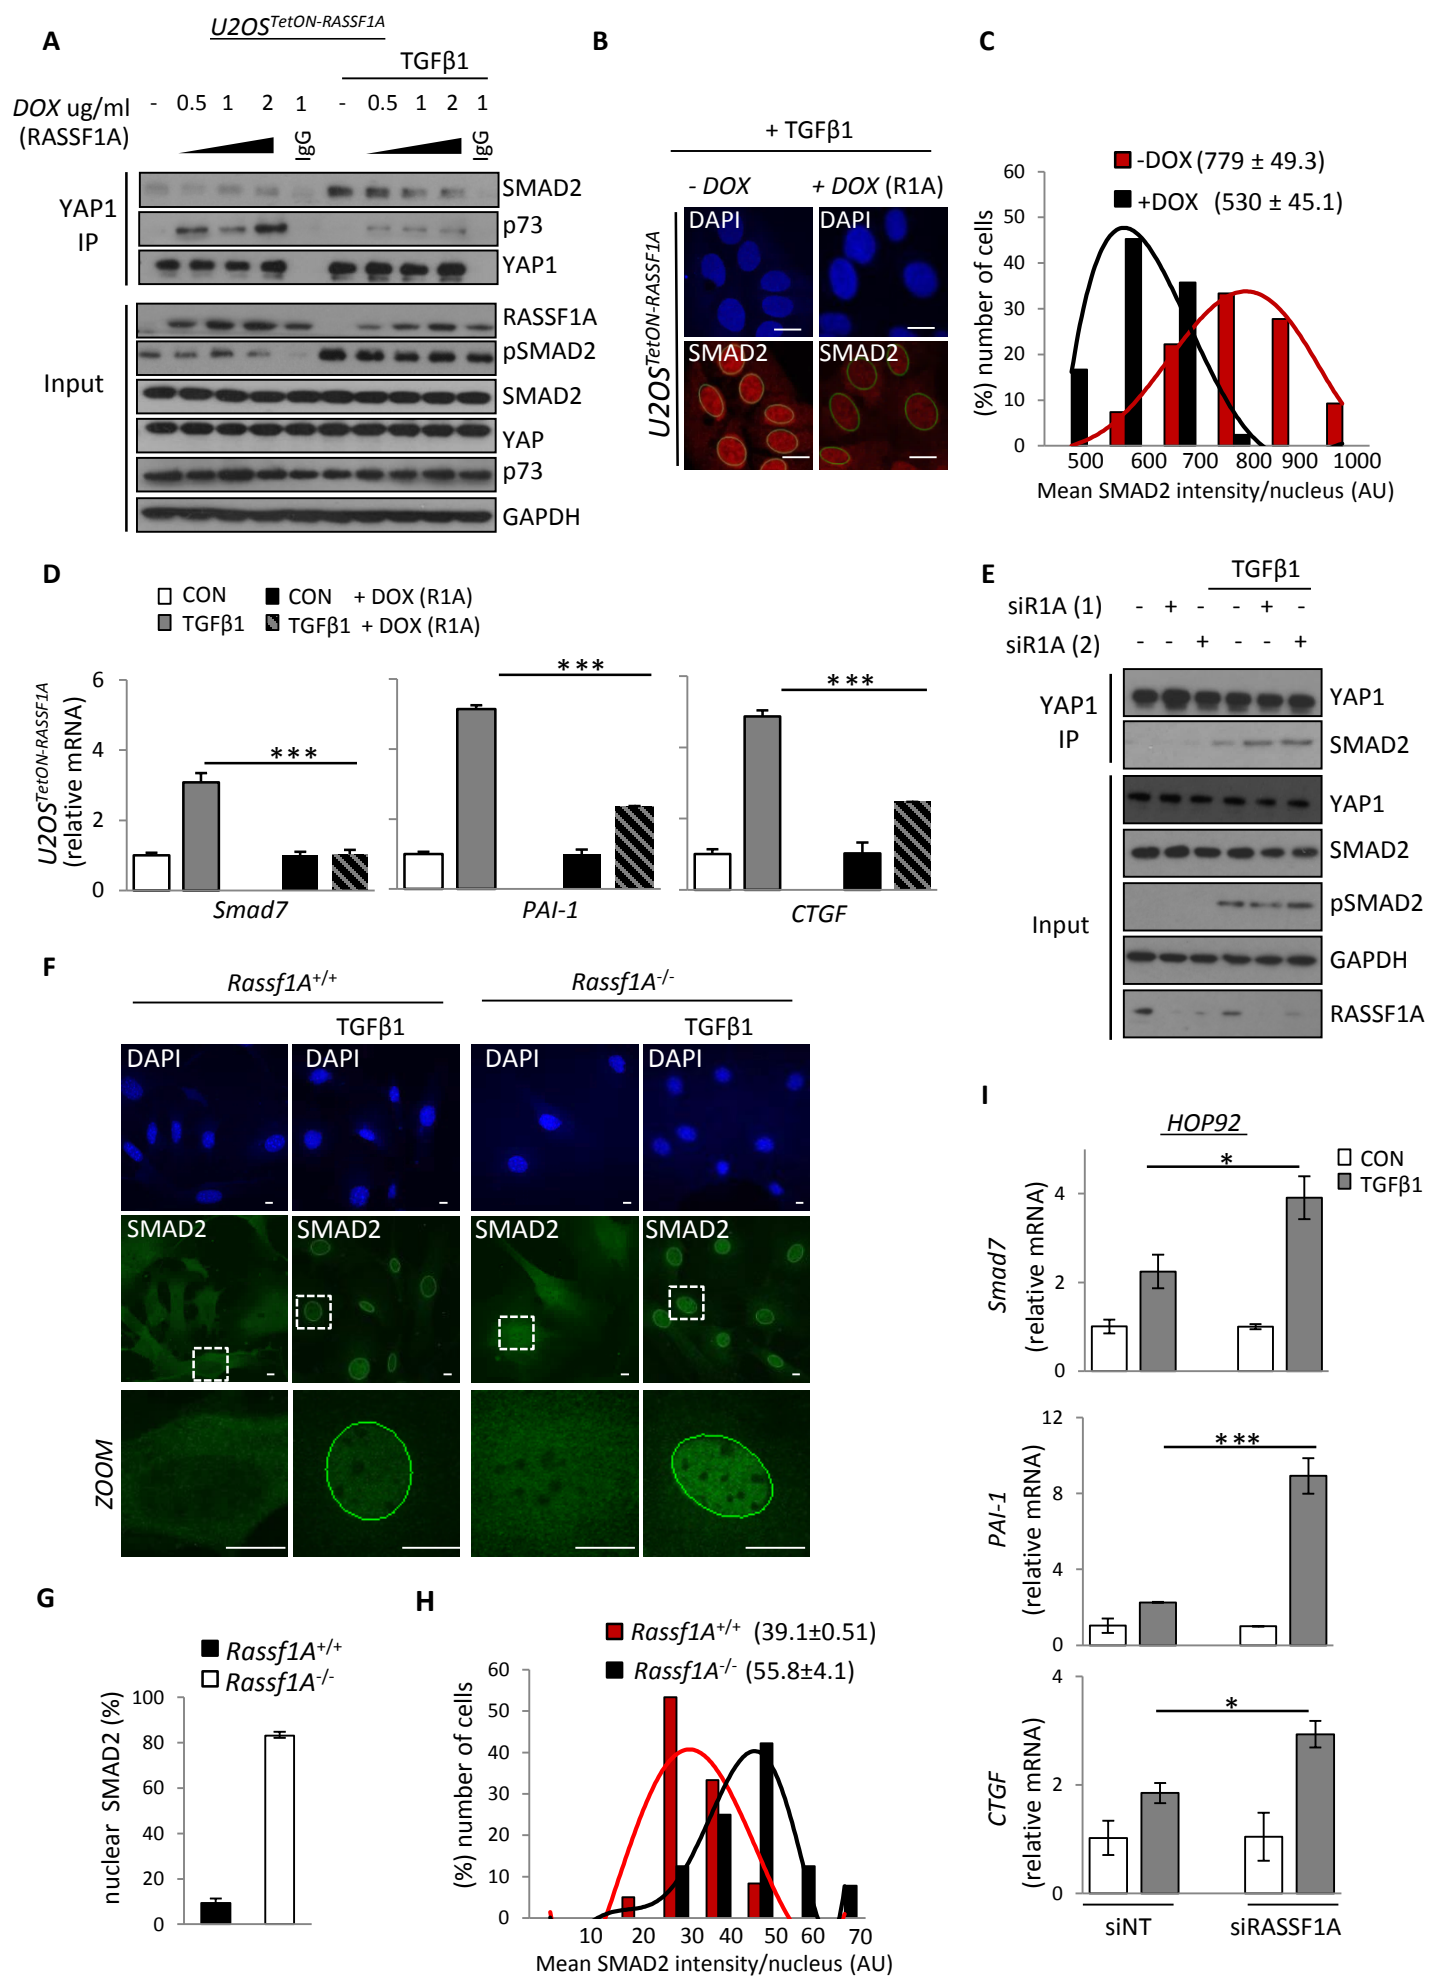 A
U2OS^TetON-RASSF1A
TGFβ1
DOX ug/ml - 0.5 1 2 1 - 0.5 1 2 1
(RASSF1A) IgG IgG
YAP1 IP
SMAD2
p73
YAP1
Input
RASSF1A
pSMAD2
SMAD2
YAP
p73
GAPDH
B
+ TGFβ1
- DOX + DOX (R1A)
U2OS^TetON-RASSF1A
DAPI DAPI
SMAD2 SMAD2
C
-DOX (779 ± 49.3)
+DOX (530 ± 45.1)
(%) number of cells
60
50
40
30
20
10
0
500 600 700 800 900 1000
Mean SMAD2 intensity/nucleus (AU)
D
CON CON + DOX (R1A)
TGFβ1 TGFβ1 + DOX (R1A)
U2OS^TetON-RASSF1A
(relative mRNA)
6
4
2
0
*** *** ***
Smad7 PAI-1 CTGF
E
TGFβ1
siR1A (1) - + - - + -
siR1A (2) - - + - - +
YAP1 IP
YAP1
SMAD2
Input
YAP1
SMAD2
pSMAD2
GAPDH
RASSF1A
F
Rassf1A+/+ Rassf1A-/-
TGFβ1 TGFβ1
DAPI DAPI DAPI DAPI
SMAD2 SMAD2 SMAD2 SMAD2
ZOOM
G
Rassf1A+/+
Rassf1A-/-
nuclear SMAD2 (%)
100
80
60
40
20
0
H
Rassf1A+/+ (39.1±0.51)
Rassf1A-/- (55.8±4.1)
(%) number of cells
60
50
40
30
20
10
0
10 20 30 40 50 60 70
Mean SMAD2 intensity/nucleus (AU)
I
HOP92
CON
TGFβ1
*
Smad7
(relative mRNA)
4
2
0
***
PAI-1
(relative mRNA)
12
8
4
0
*
CTGF
(relative mRNA)
4
2
0
siNT siRASSF1A